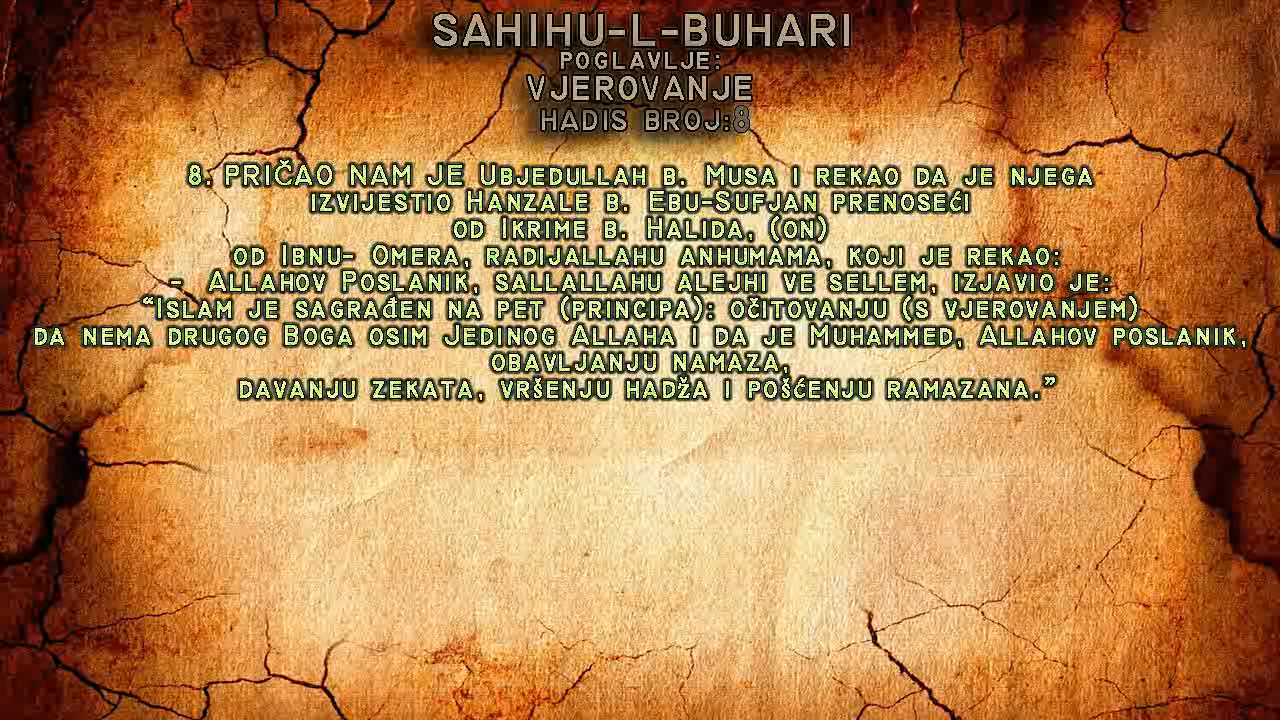 SAHIHU-L-BUHARI
POGLAVLJE:
VJEROVANJE
HADIS BROJ:8
8. PRIČAO NAM JE UBJEDULLAH B. MUSA I REKAO DA JE NJEGA
IZVIJESTIO HANZALE B. EBU-SUFJAN PRENOSEĆI
OD IKRIME B. HALIDA, (ON)
OD IBNU- OMERA, RADIJALLAHU ANHUMAMA, KOJI JE REKAO:
- ALLAHOV POSLANIK, SALLALLAHU ALEJHI VE SELLEM, IZJAVIO JE:
“ISLAM JE SAGRAĐEN NA PET (PRINCIPA): OČITOVANJU (S VJEROVANJEM)
DA NEMA DRUGOG BOGA OSIM JEDINOG ALLAHA I DA JE MUHAMMED, ALLAHOV POSLANIK,
OBAVLJANJU NAMAZA,
DAVANJU ZEKATA, VRŠENJU HADŽA I POŠĆENJU RAMAZANA.”